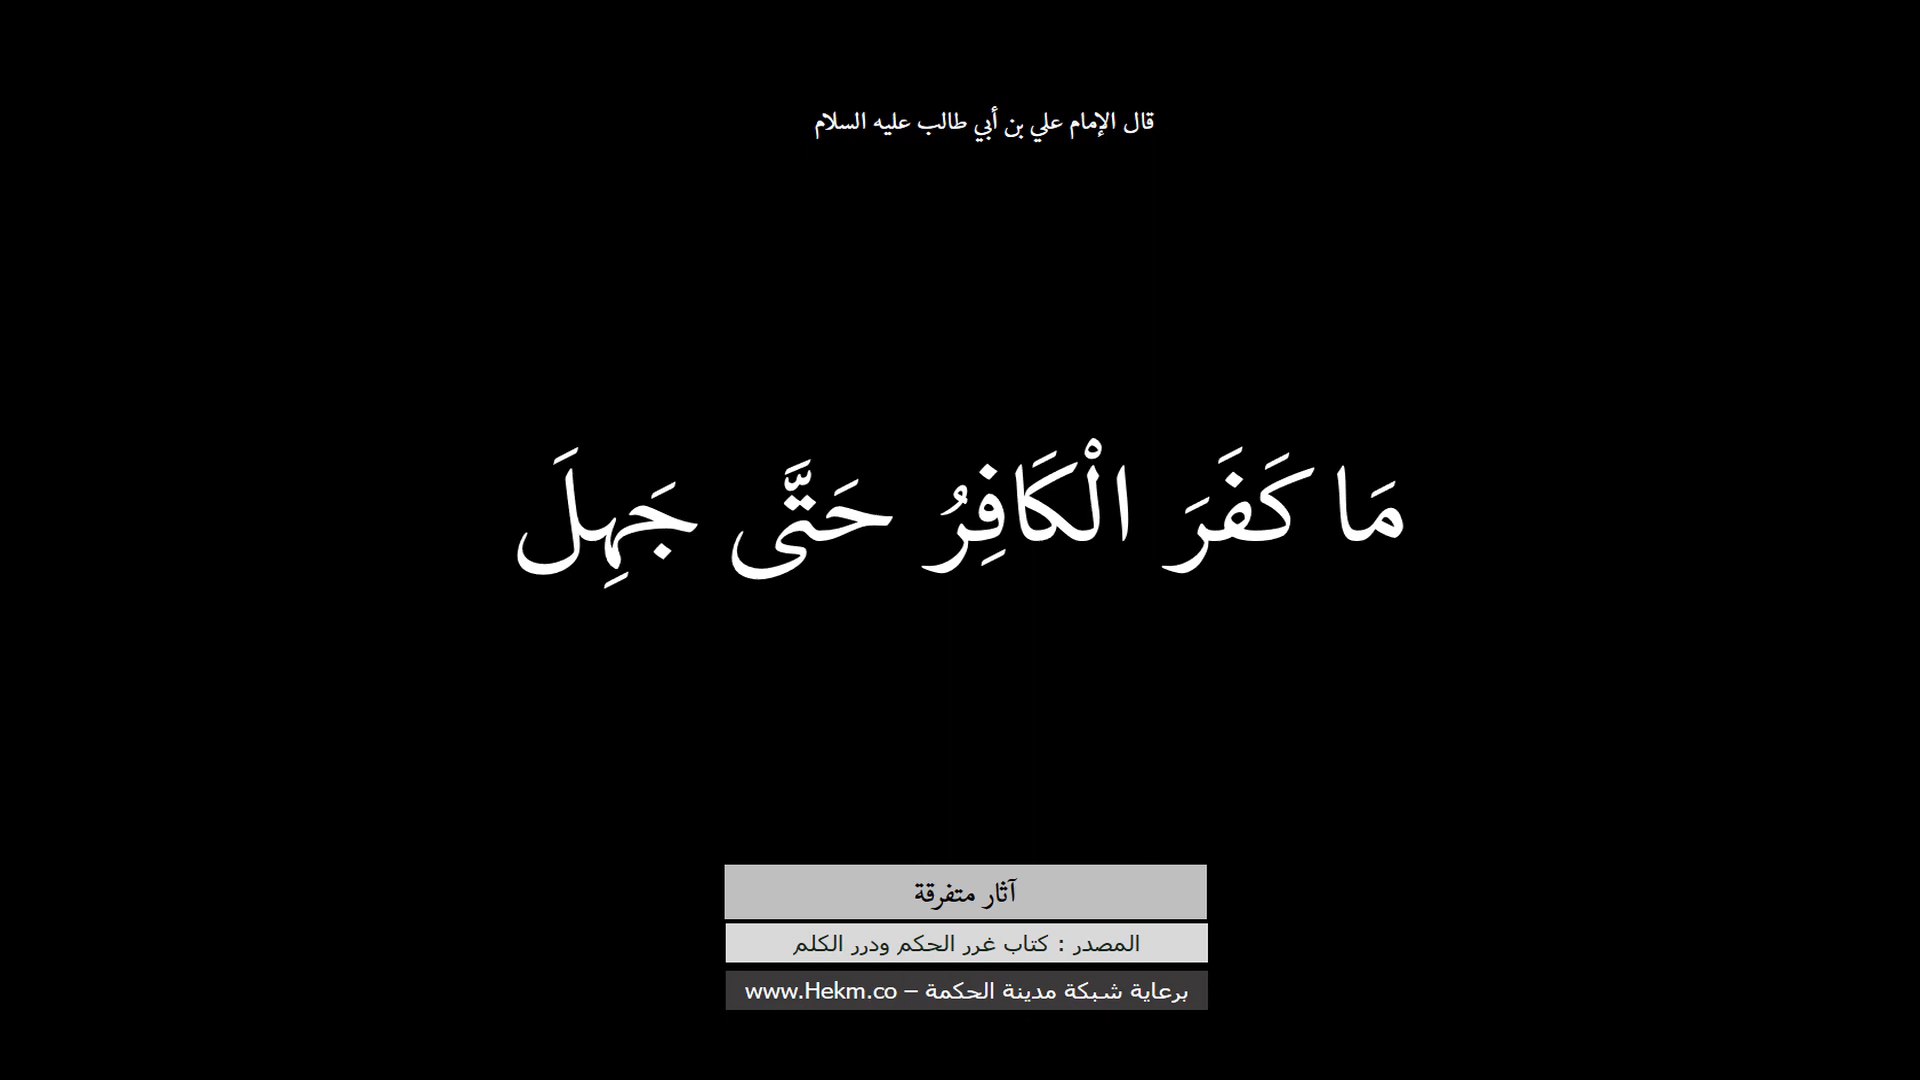 قال الإمام علي بن أبي طالب عليه السلام
مَا كَفَرَ الْكَافِرُ حَتَّى جَهِلَ
آثار متفرقة
المصدر : كتاب غرر الحكم ودرر الكلم
برعاية شبكة مدينة الحكمة – www.Hekm.co